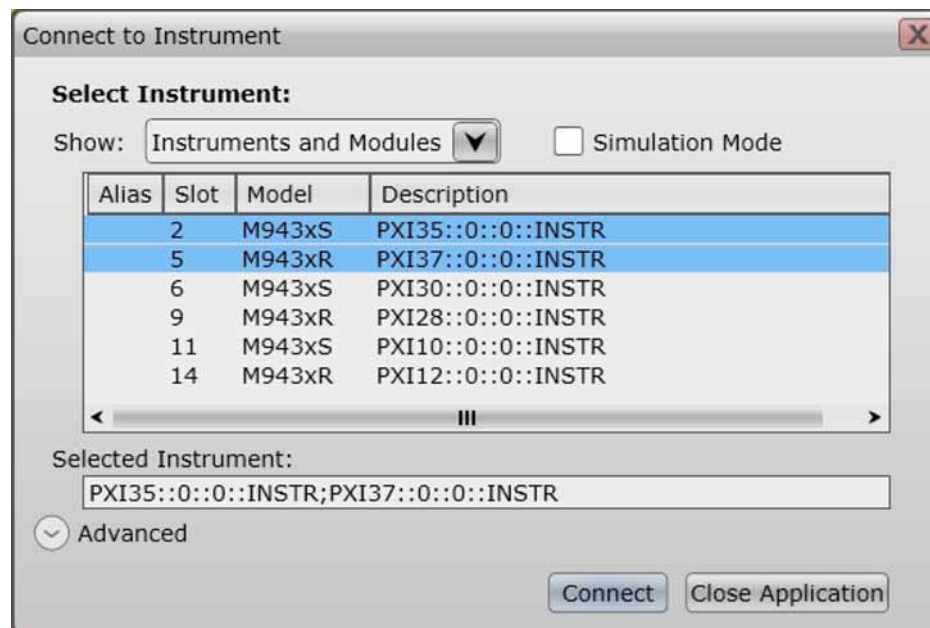 Connect to Instrument
Select Instrument:
Show: Instruments and Modules Simulation Mode
Alias Slot Model Description
2 M943xS PXI35::0::0::INSTR
5 M943xR PXI37::0::0::INSTR
6 M943xS PXI30::0::0::INSTR
9 M943xR PXI28::0::0::INSTR
11 M943xS PXI10::0::0::INSTR
14 M943xR PXI12::0::0::INSTR
Selected Instrument:
PXI35::0::0::INSTR;PXI37::0::0::INSTR
Advanced
Connect Close Application